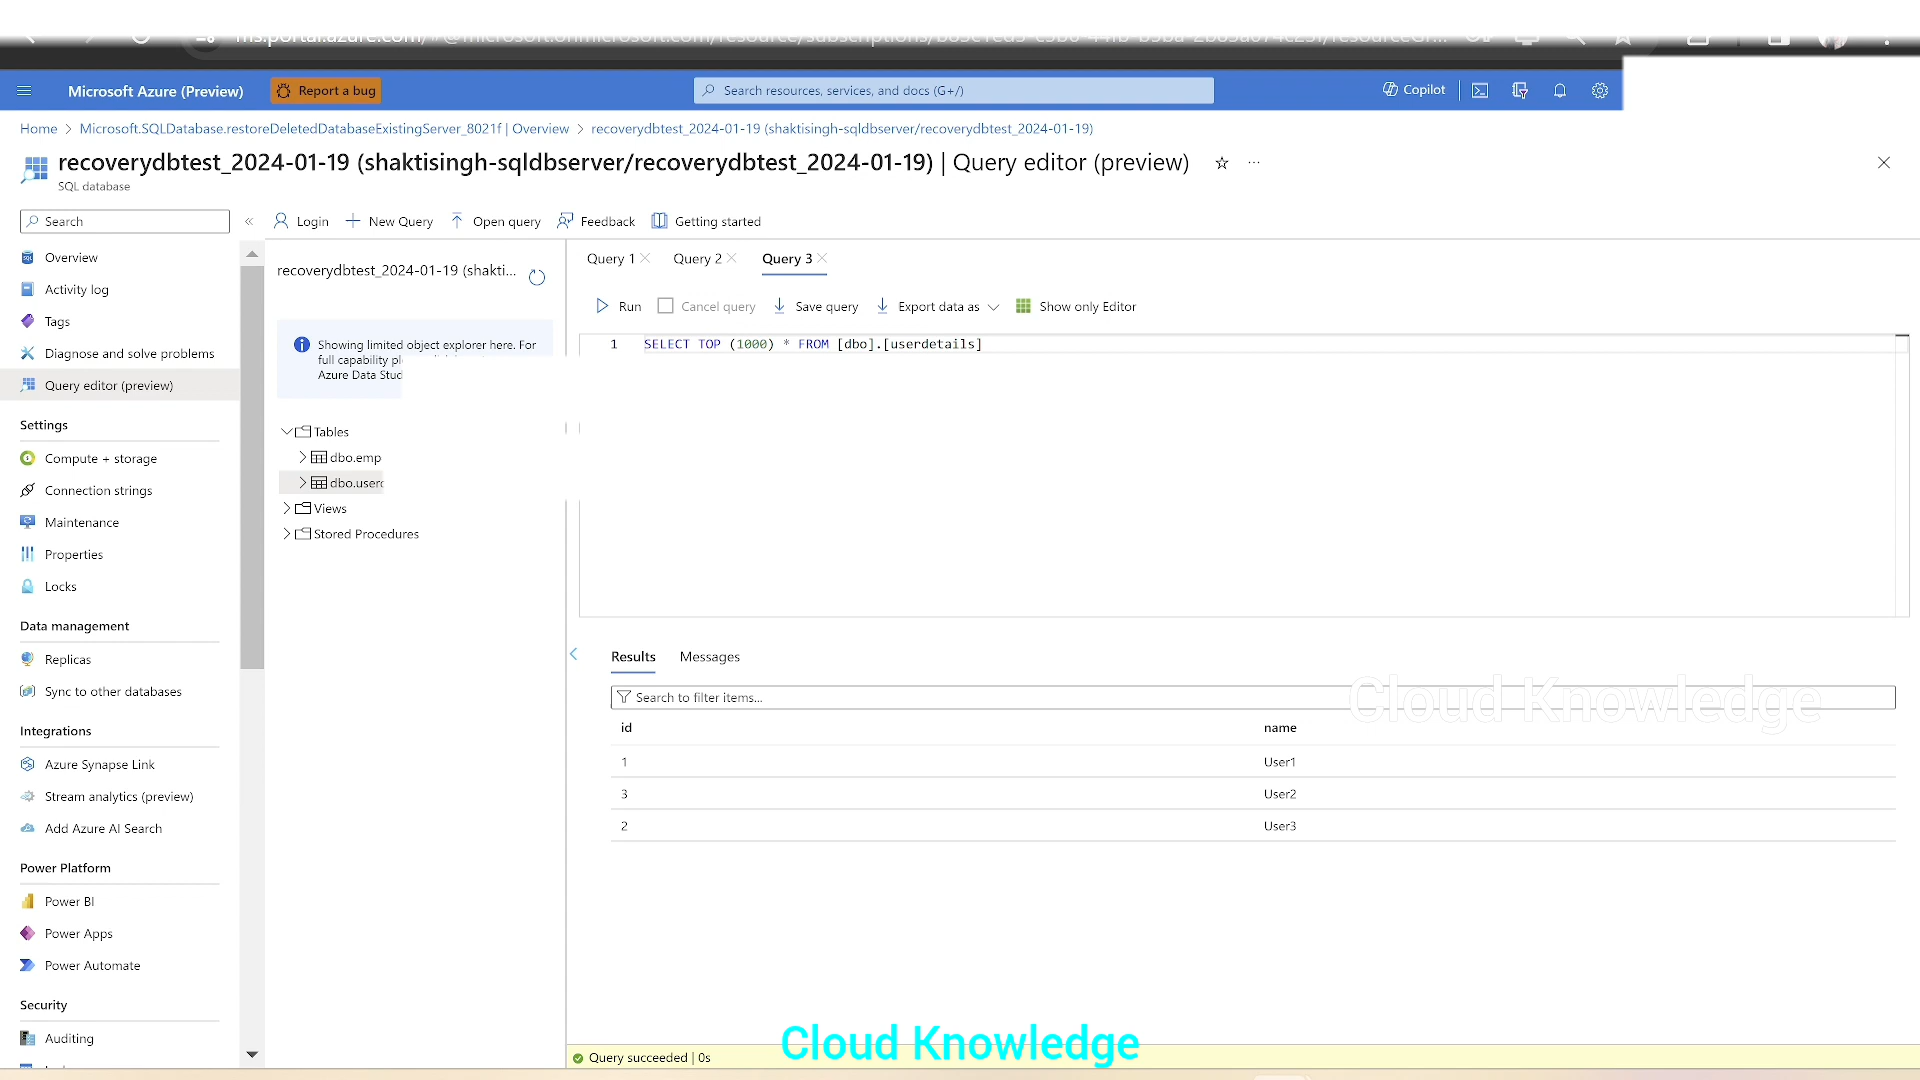 Microsoft Azure (Preview)
Report a bug
Search resources, services, and docs (G+/)
Copilot
Home > Microsoft.SQLDatabase.restoreDeletedDatabaseExistingServer_8021f | Overview > recoverydbtest_2024-01-19 (shaktisingh-sqldbserver/recoverydbtest_2024-01-19)
recoverydbtest_2024-01-19 (shaktisingh-sqldbserver/recoverydbtest_2024-01-19) | Query editor (preview)
SQL database
Search
Login
New Query
Open query
Feedback
Getting started
Overview
Activity log
Tags
Diagnose and solve problems
Query editor (preview)
Settings
Compute + storage
Connection strings
Maintenance
Properties
Locks
Data management
Replicas
Sync to other databases
Integrations
Azure Synapse Link
Stream analytics (preview)
Add Azure AI Search
Power Platform
Power BI
Power Apps
Power Automate
Security
Auditing
recoverydbtest_2024-01-19 (shakti...
Showing limited object explorer here. For
full capability
Azure Data
Tables
dbo.emp
Views
Stored Procedures
Query 1
Query 2
Query 3
Run
Cancel query
Save query
Export data as
Show only Editor
1 SELECT TOP (1000) * FROM [dbo].[userdetails]
Results
Messages
Search to filter items...
Cloud Knowledge
id name
1 User1
3 User2
2 User3
Query succeeded | 0s
Cloud Knowledge